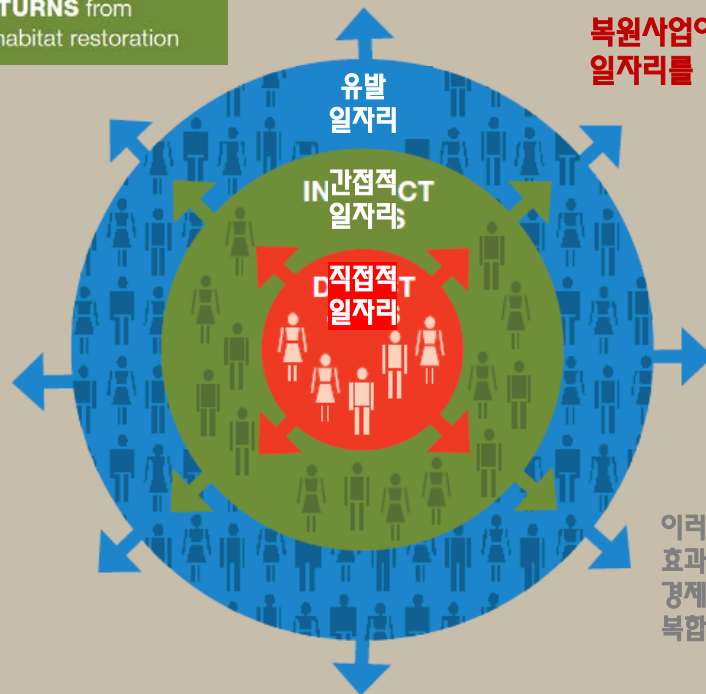 TURNS from
habitat restoration
복원사업이
일자리를
유발
일자리
간접적
일자리
직접적
일자리
이러
효과
경제
복합